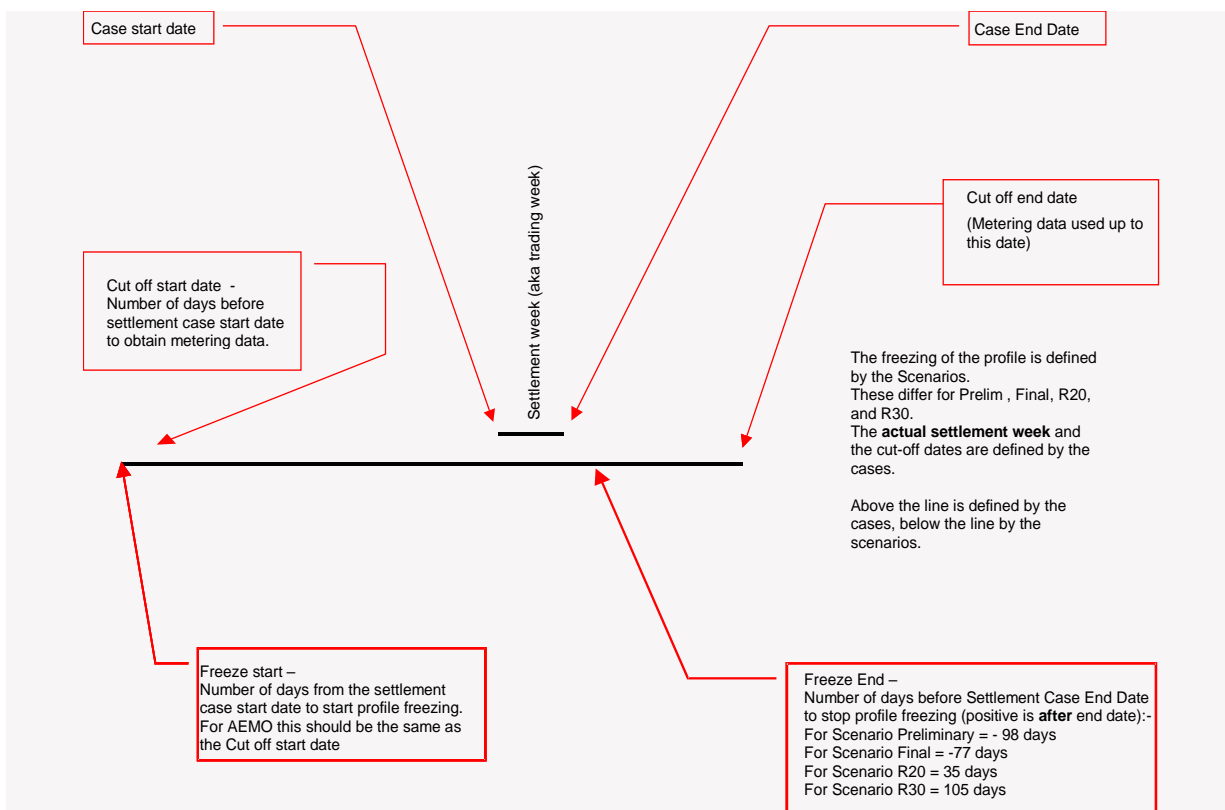 Case start date
Case End Date
Settlement week (aka trading week)
Cut off end date
(Metering data used up to
this date)
Cut off start date -
Number of days before
settlement case start date
to obtain metering data.
The freezing of the profile is defined
by the Scenarios.
These differ for Prelim , Final, R20,
and R30.
The actual settlement week and
the cut-off dates are defined by the
cases.
Above the line is defined by the
cases, below the line by the
scenarios.
Freeze start –
Number of days from the settlement
case start date to start profile freezing.
For AEMO this should be the same as
the Cut off start date
Freeze End –
Number of days before Settlement Case End Date
to stop profile freezing (positive is after end date):-
For Scenario Preliminary = - 98 days
For Scenario Final = -77 days
For Scenario R20 = 35 days
For Scenario R30 = 105 days